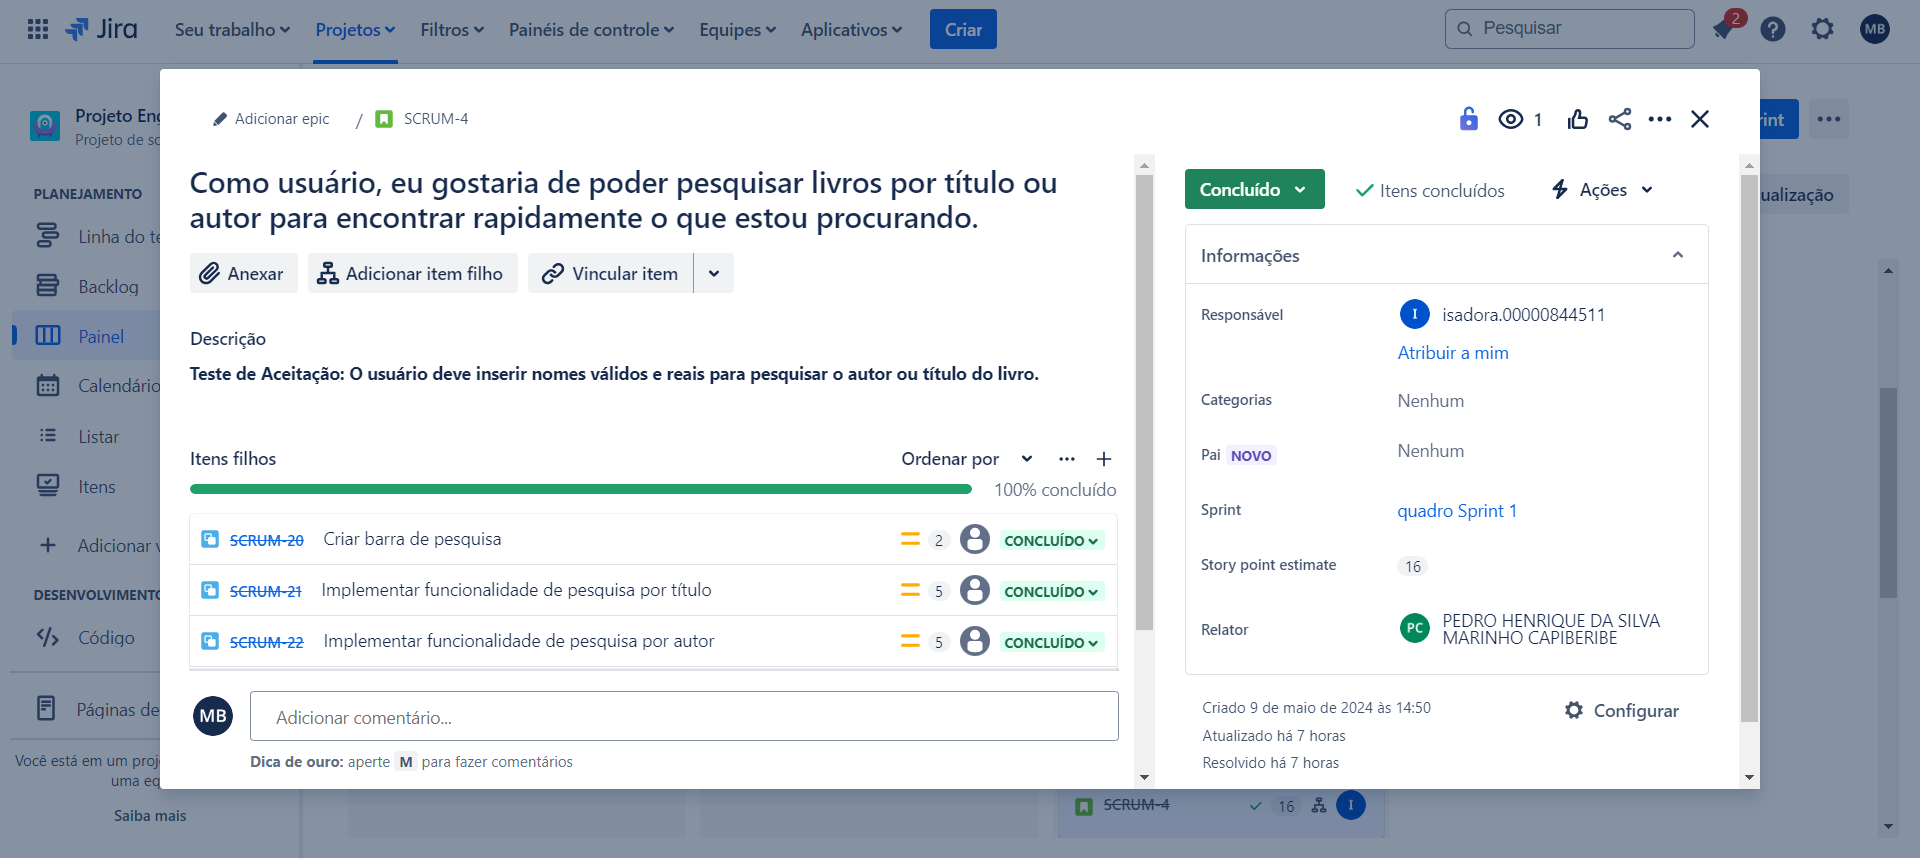 Jira
Seu trabalho
Projetos
Filtros
Painéis de controle
Equipes
Aplicativos
Criar
Pesquisar
2
MB
Projeto Eng
Projeto de sc
PLANEJAMENTO
Linha do te
Backlog
Painel
Calendário
Listar
Itens
Adicionar v
DESENVOLVIMENTO
Código
Páginas de
Você está em um proj
uma eq
Saiba mais
Adicionar epic / SCRUM-4
1
Como usuário, eu gostaria de poder pesquisar livros por título ou
autor para encontrar rapidamente o que estou procurando.
Anexar
Adicionar item filho
Vincular item
Descrição
Teste de Aceitação: O usuário deve inserir nomes válidos e reais para pesquisar o autor ou título do livro.
Itens filhos
Ordenar por
100% concluído
SCRUM-20 Criar barra de pesquisa 2 CONCLUÍDO
SCRUM-21 Implementar funcionalidade de pesquisa por título 5 CONCLUÍDO
SCRUM-22 Implementar funcionalidade de pesquisa por autor 5 CONCLUÍDO
MB
Adicionar comentário...
Dica de ouro: aperte M para fazer comentários
Concluído
Itens concluídos
Ações
Informações
Responsável
I isadora.00000844511
Atribuir a mim
Categorias Nenhum
Pai NOVO Nenhum
Sprint quadro Sprint 1
Story point estimate 16
Relator
PC PEDRO HENRIQUE DA SILVA
MARINHO CAPIBERIBE
Criado 9 de maio de 2024 às 14:50
Configurar
Atualizado há 7 horas
Resolvido há 7 horas
rint
ualização
SCRUM-4 16 I